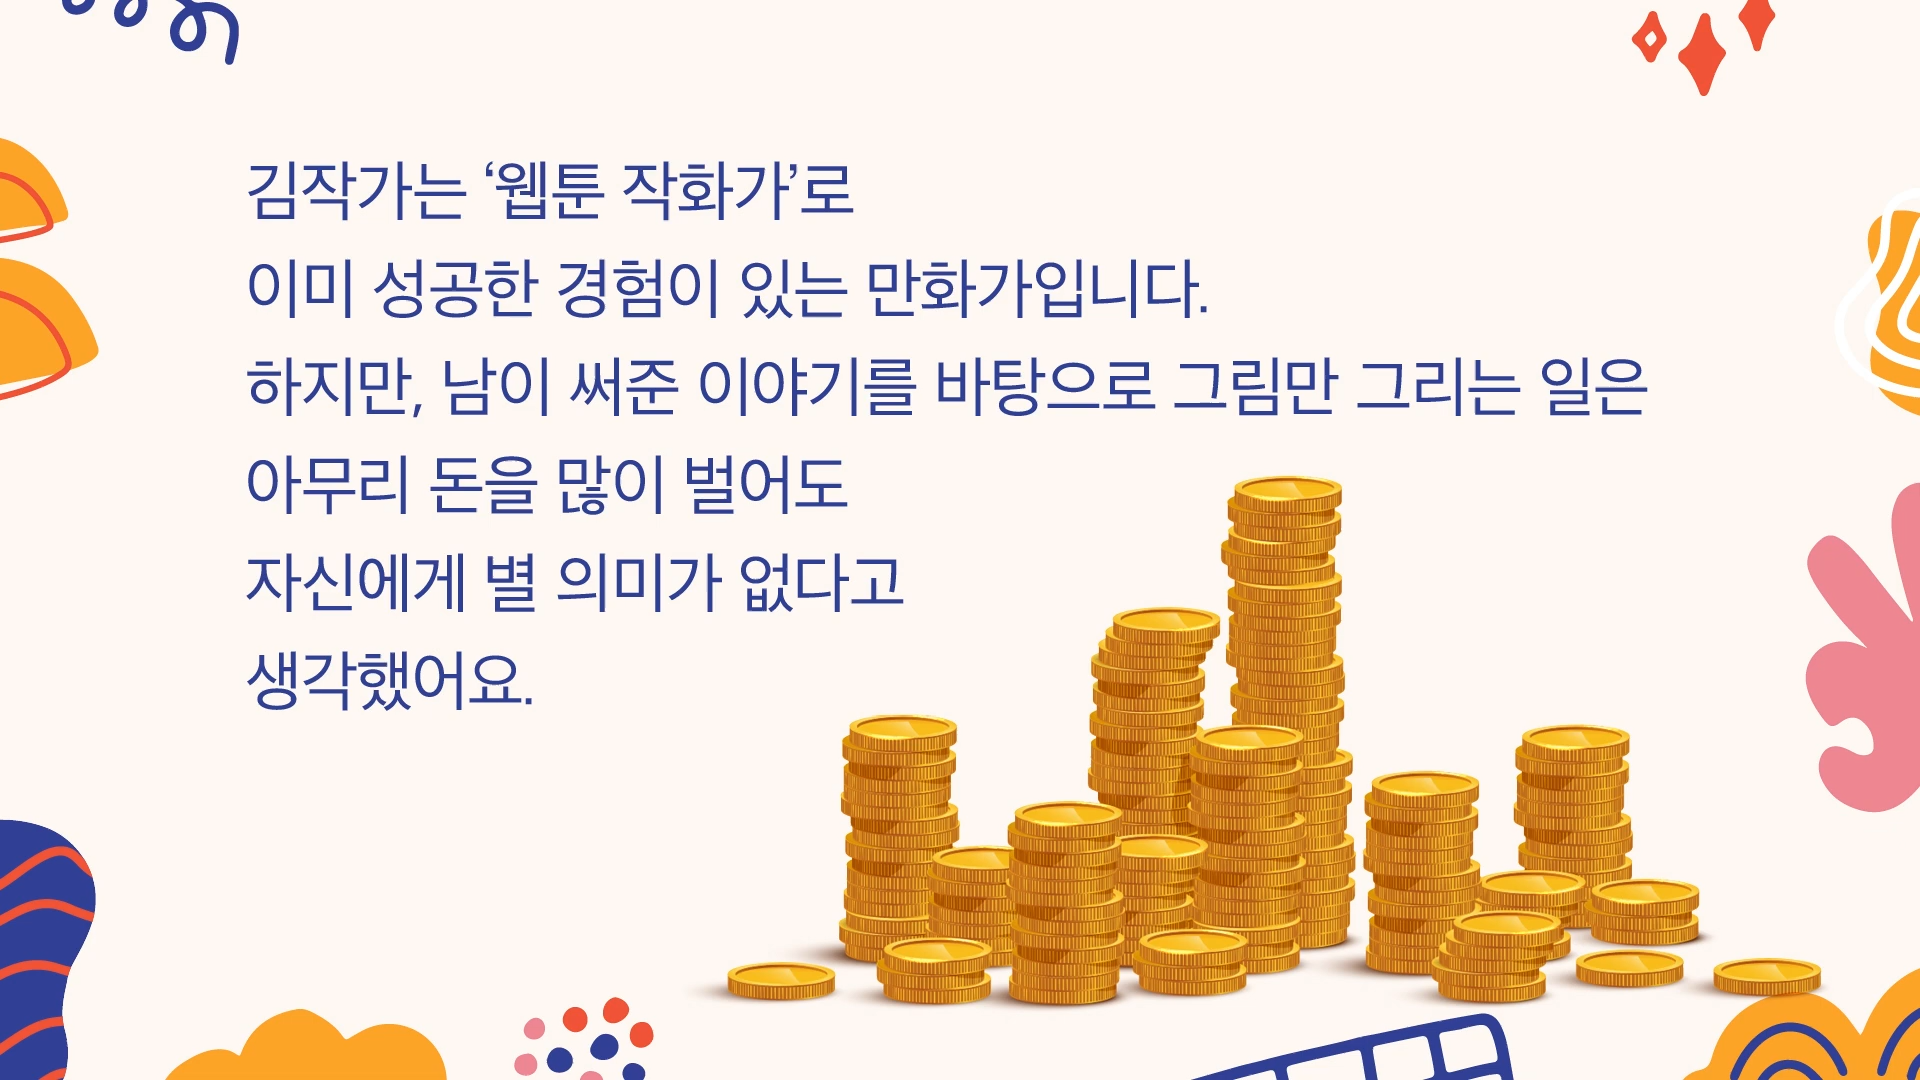 김작가는 ‘웹툰 작화가’로
이미 성공한 경험이 있는 만화가입니다.
하지만, 남이 써준 이야기를 바탕으로 그림만 그리는 일은
아무리 돈을 많이 벌어도
자신에게 별 의미가 없다고
생각했어요.